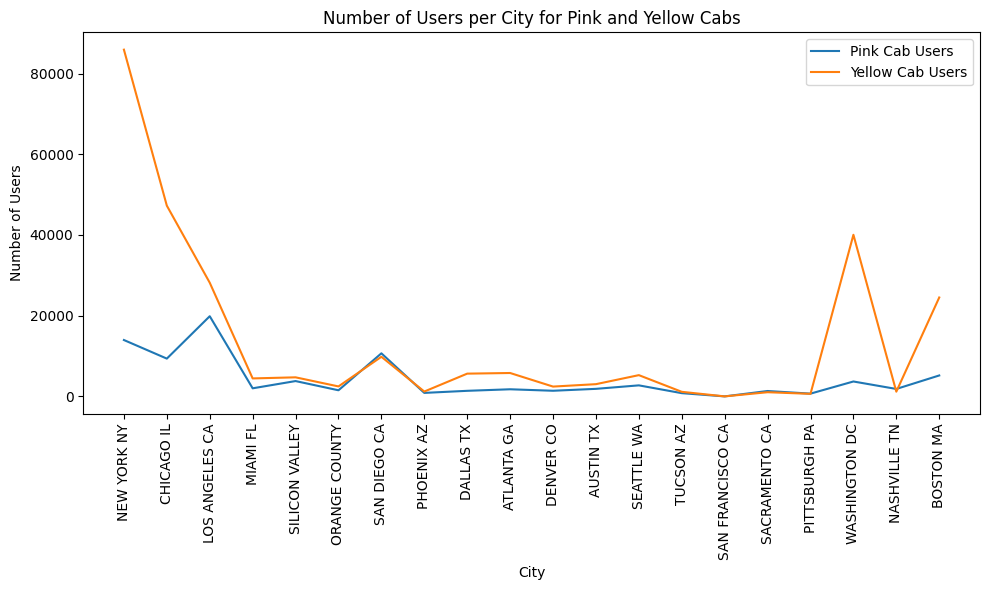 Number of Users per City for Pink and Yellow Cabs
Pink Cab Users
Yellow Cab Users
Number of Users
80000
60000
40000
20000
0
NEW YORK NY
CHICAGO IL
LOS ANGELES CA
MIAMI FL
SILICON VALLEY
ORANGE COUNTY
SAN DIEGO CA
PHOENIX AZ
DALLAS TX
ATLANTA GA
DENVER CO
AUSTIN TX
SEATTLE WA
TUCSON AZ
SAN FRANCISCO CA
SACRAMENTO CA
PITTSBURGH PA
WASHINGTON DC
NASHVILLE TN
BOSTON MA
City